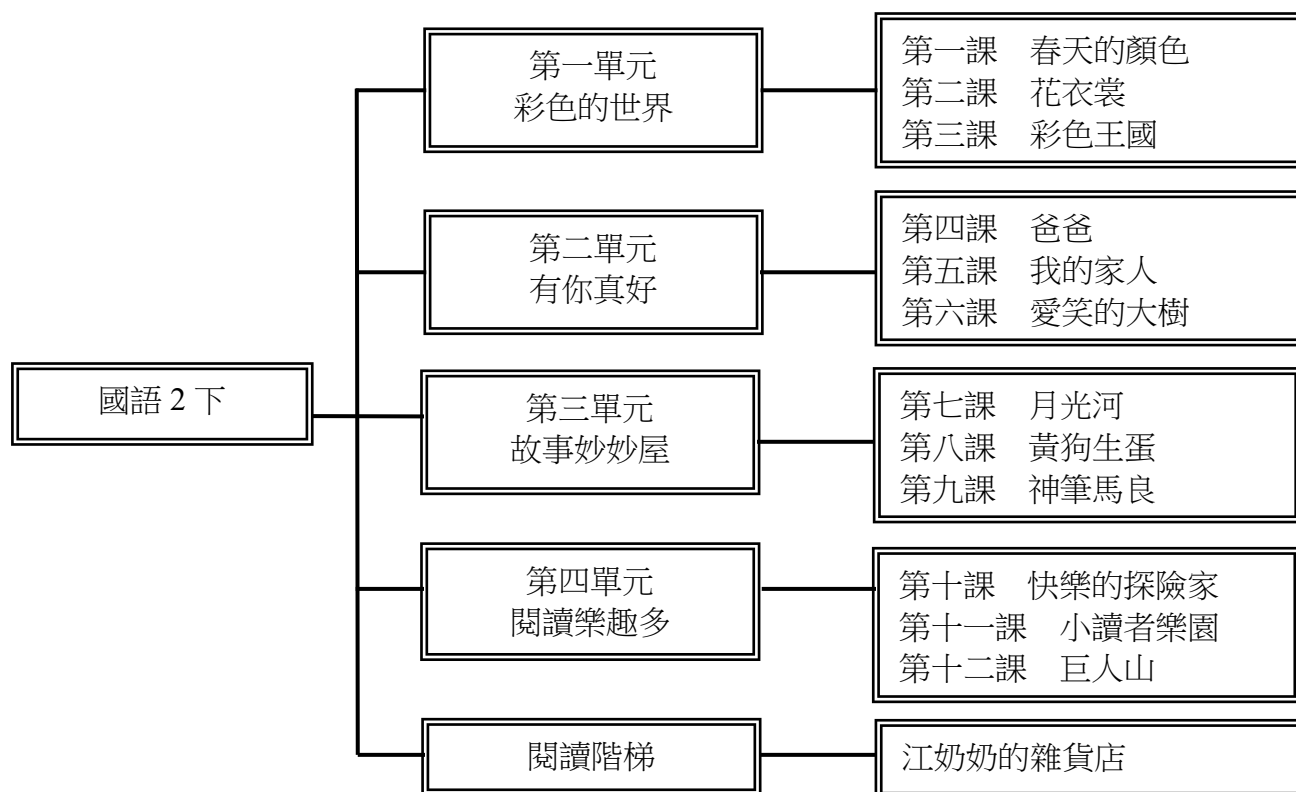 國語 2 下
第一單元
彩色的世界
第一課　春天的顏色
第二課　花衣裳
第三課　彩色王國
第二單元
有你真好
第四課　爸爸
第五課　我的家人
第六課　愛笑的大樹
第三單元
故事妙妙屋
第七課　月光河
第八課　黃狗生蛋
第九課　神筆馬良
第四單元
閱讀樂趣多
第十課　快樂的探險家
第十一課　小讀者樂園
第十二課　巨人山
閱讀階梯
江奶奶的雜貨店